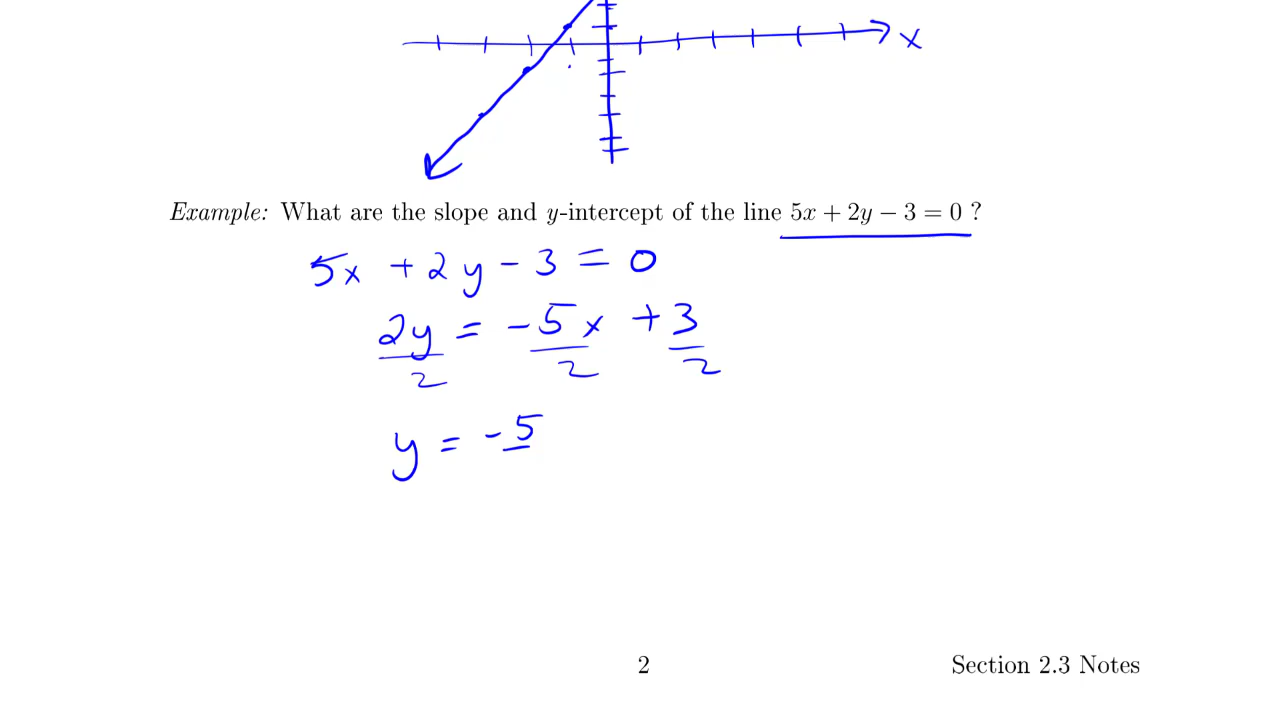 x
Example: What are the slope and y-intercept of the line 5x + 2y − 3 = 0 ?
5x + 2y - 3 = 0
2y/2 = -5x/2 + 3/2
y = -5
2
Section 2.3 Notes